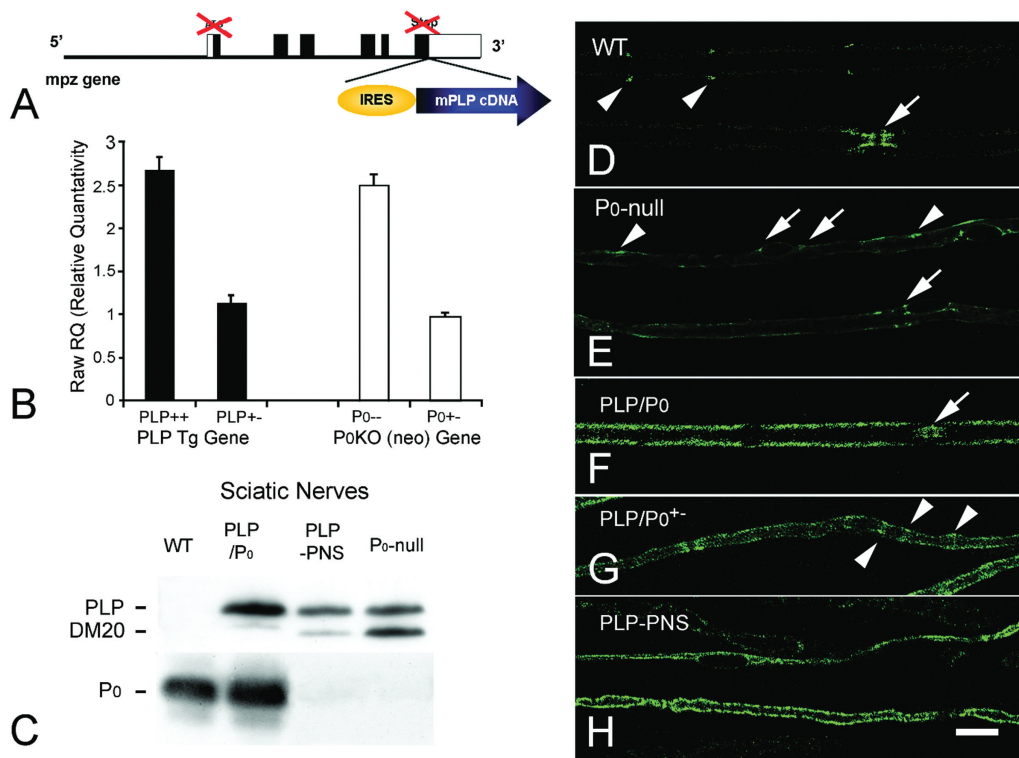 A
5'
ATG
Stop
3'
mpz gene
IRES
mPLP cDNA
B
Raw RQ (Relative Quantativity
3
2.5
2
1.5
1
0.5
0
PLP++
PLP+-
P0--
P0+-
PLP Tg Gene
P0KO (neo) Gene
C
Sciatic Nerves
WT
PLP
/P0
PLP
-PNS
P0-null
PLP
DM20
P0
WT
D
P0-null
E
PLP/P0
F
PLP/P0+-
G
PLP-PNS
H